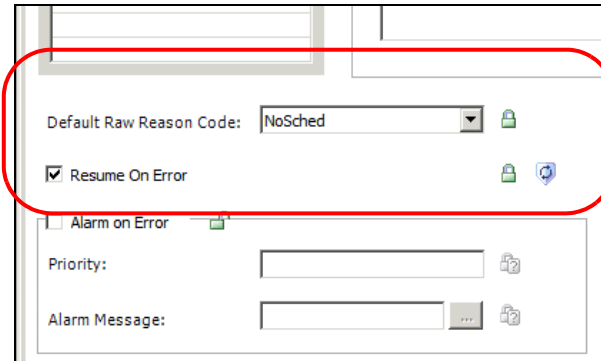 Default Raw Reason Code: NoSched
Resume On Error
Alarm on Error
Priority:
Alarm Message: ...